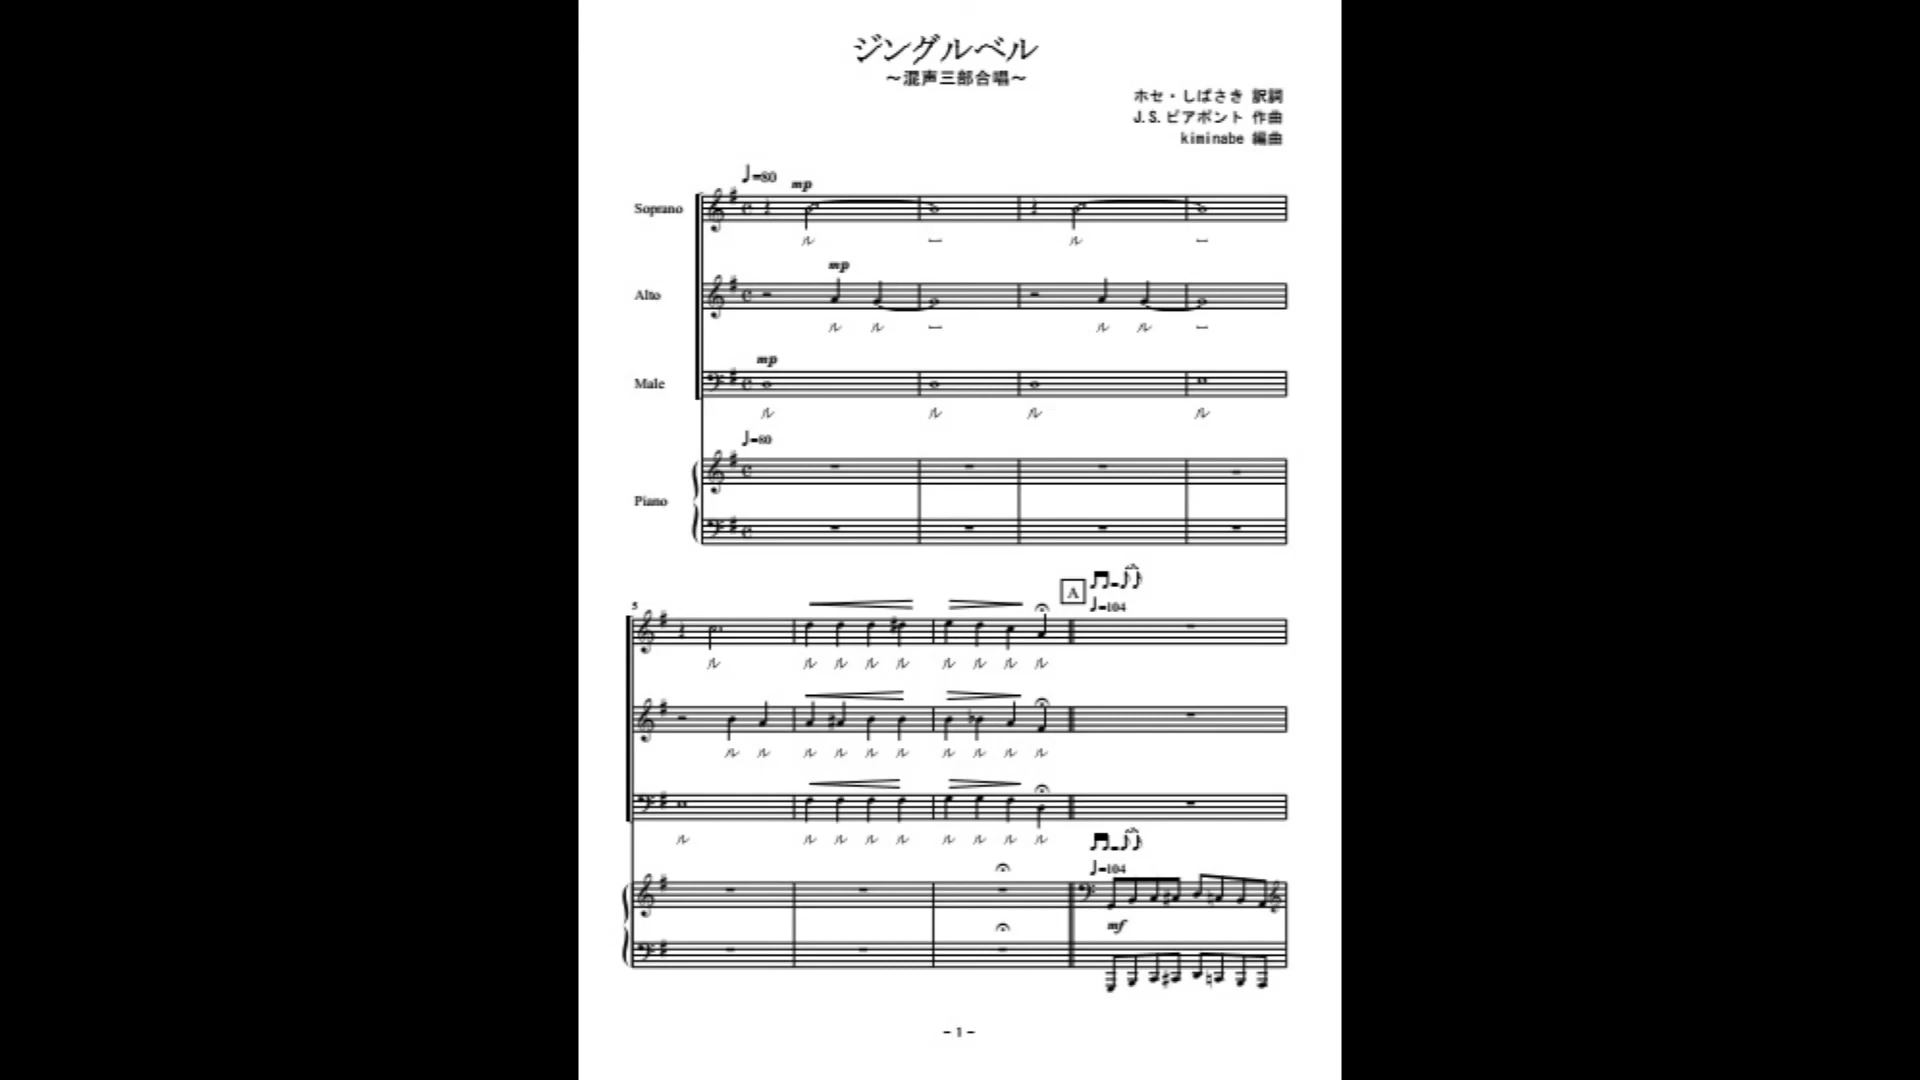 ジングルベル
～混声三部合唱～
ホセ・しばさき 訳詞
J.S.ピアポント 作曲
kiminabe 編曲
♩=80
mp
Soprano
ル ー ル ー
mp
Alto
ル ル ー ル ル ー
mp
Male
ル ル ル ル
♩=80
Piano
A
5
♩=104
ル ル ル ル ル ル ル ル ル
ル ル ル ル ル ル ル ル ル ル
ル ル ル ル ル ル ル ル ル
♩=104
mf
- 1 -